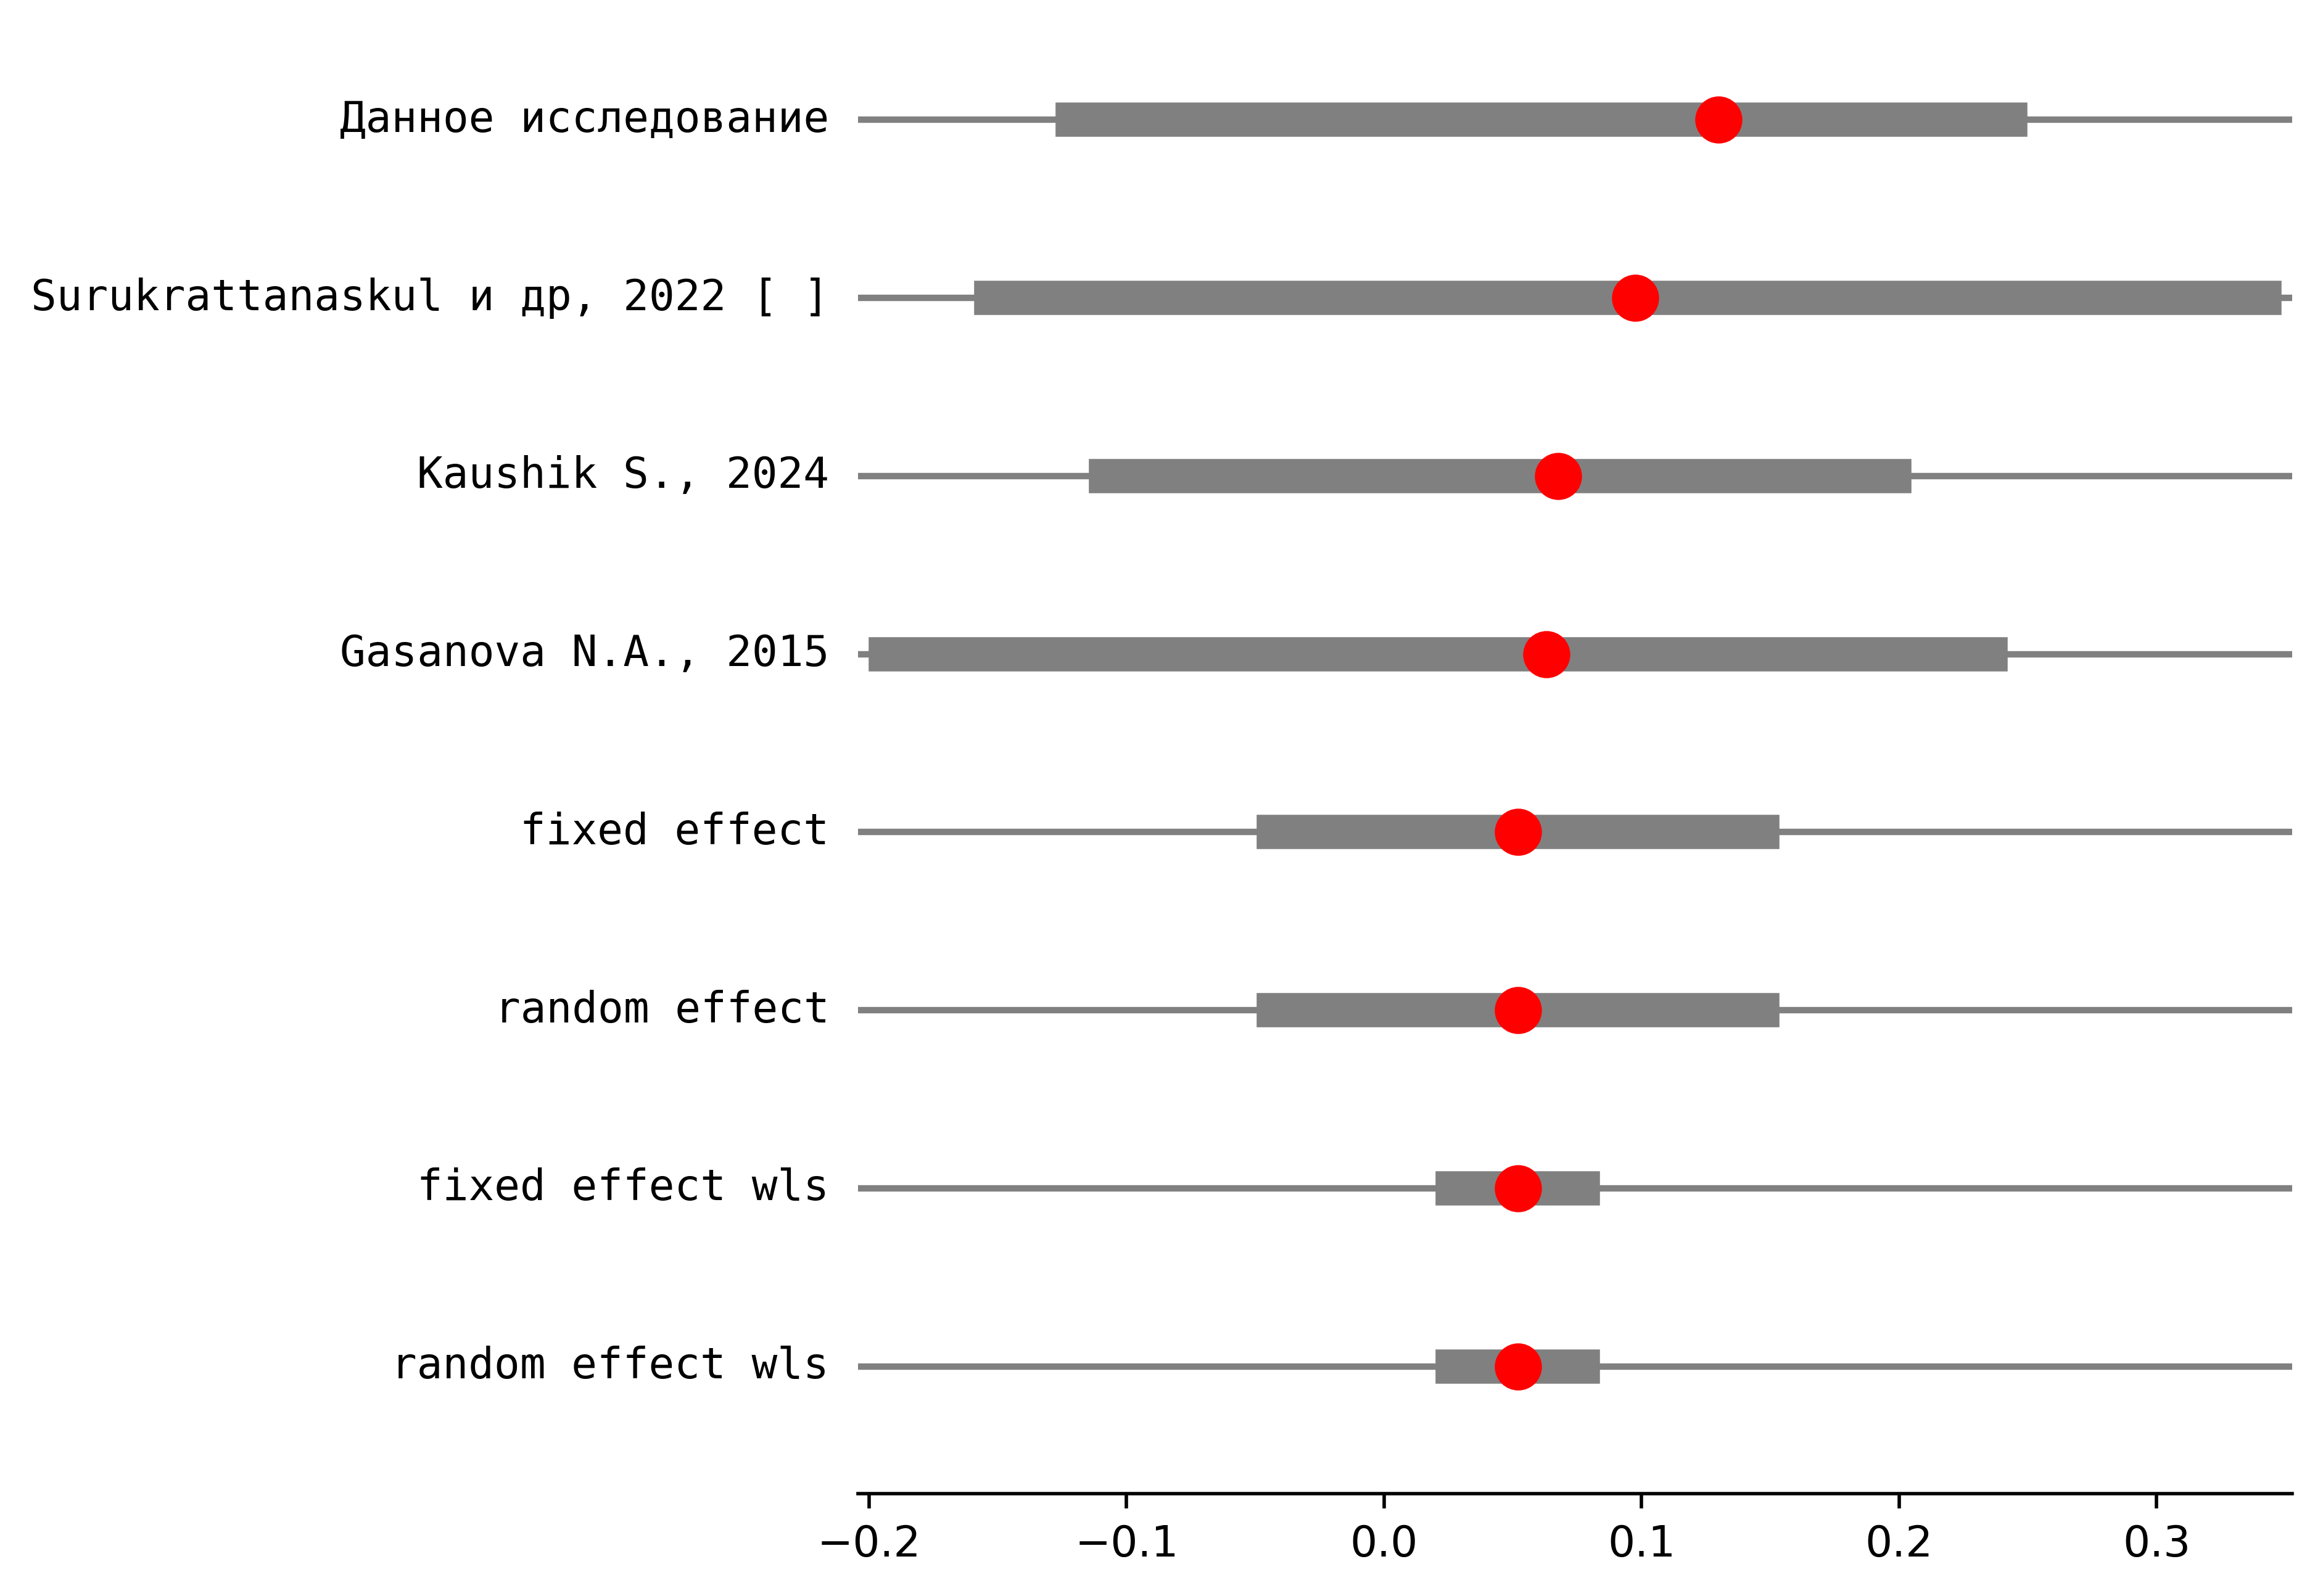 Данное исследование
Surukrattanaskul и др, 2022 [ ]
Kaushik S., 2024
Gasanova N.A., 2015
fixed effect
random effect
fixed effect wls
random effect wls
−0.2 −0.1 0.0 0.1 0.2 0.3